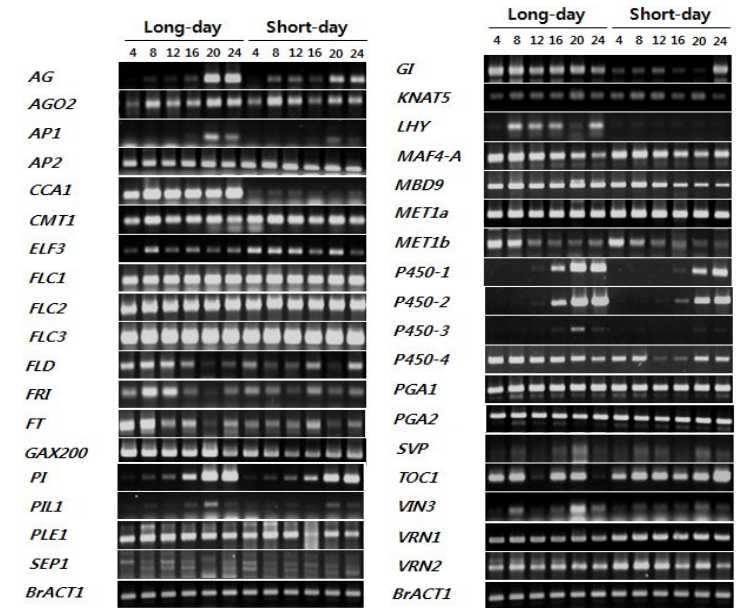 Long-day Short-day
4 8 12 16 20 24 4 8 12 16 20 24
AG
AGO2
AP1
AP2
CCA1
CMT1
ELF3
FLC1
FLC2
FLC3
FLD
FRI
FT
GAX200
PI
PIL1
PLE1
SEP1
BrACT1
Long-day Short-day
4 8 12 16 20 24 4 8 12 16 20 24
GI
KNAT5
LHY
MAF4-A
MBD9
MET1a
MET1b
P450-1
P450-2
P450-3
P450-4
PGA1
PGA2
SVP
TOC1
VIN3
VRN1
VRN2
BrACT1